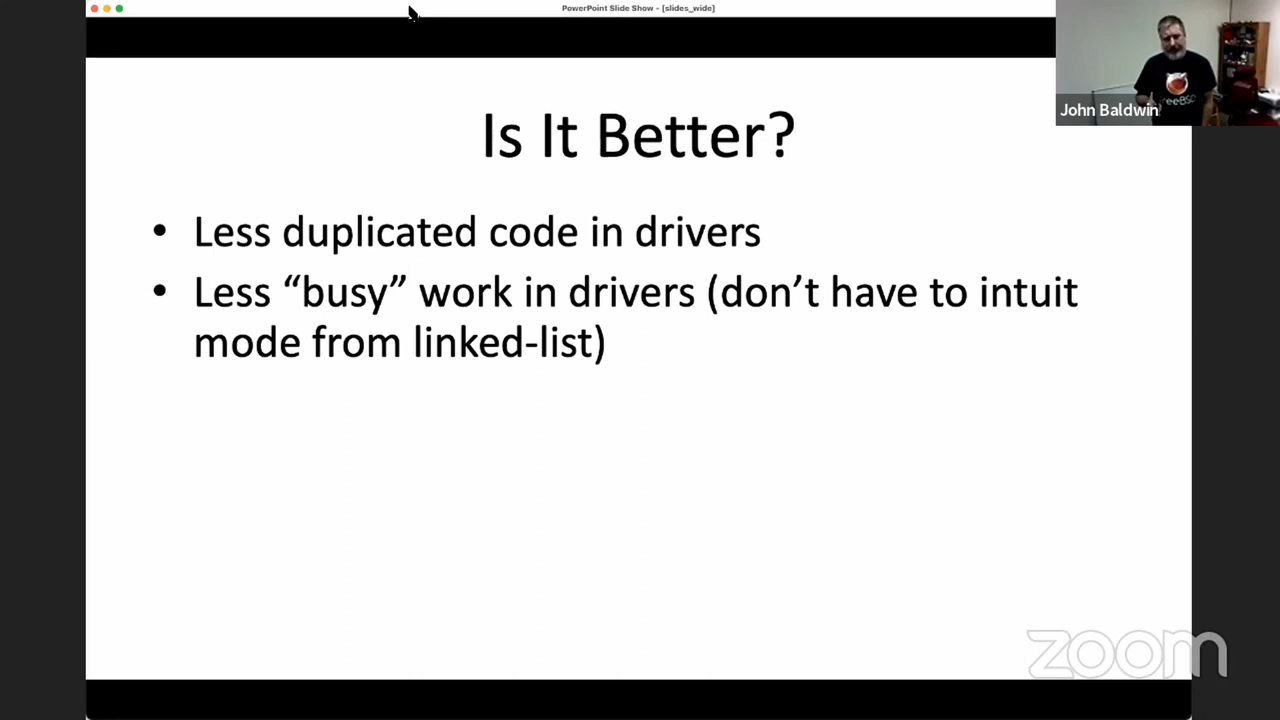 PowerPoint Slide Show - [slides_wide]
John Baldwin
Is It Better?
• Less duplicated code in drivers
• Less “busy” work in drivers (don’t have to intuit
mode from linked-list)
zoom